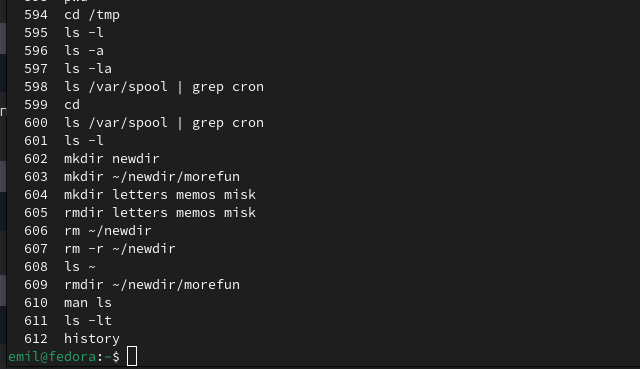 594 cd /tmp
595 ls -l
596 ls -a
597 ls -la
598 ls /var/spool | grep cron
599 cd
600 ls /var/spool | grep cron
601 ls -l
602 mkdir newdir
603 mkdir ~/newdir/morefun
604 mkdir letters memos misk
605 rmdir letters memos misk
606 rm ~/newdir
607 rm -r ~/newdir
608 ls ~
609 rmdir ~/newdir/morefun
610 man ls
611 ls -lt
612 history
emil@fedora:~$